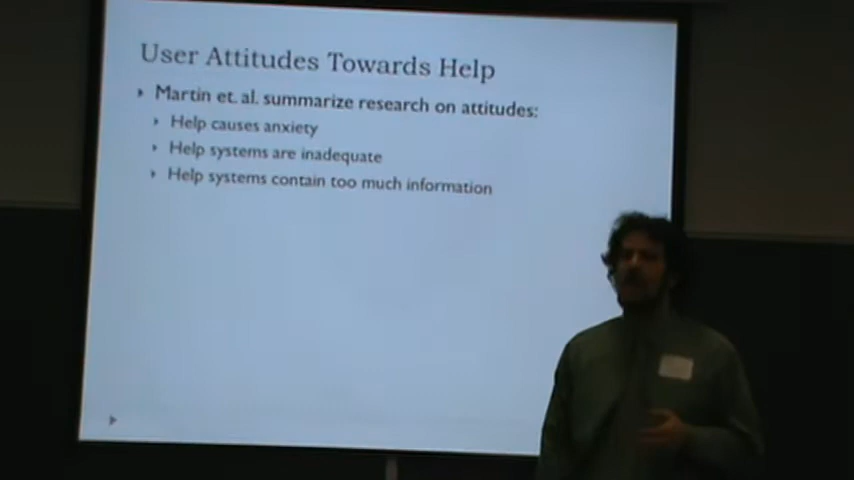 User Attitudes Towards Help
Martin et. al. summarize research on attitudes:
Help causes anxiety
Help systems are inadequate
Help systems contain too much information